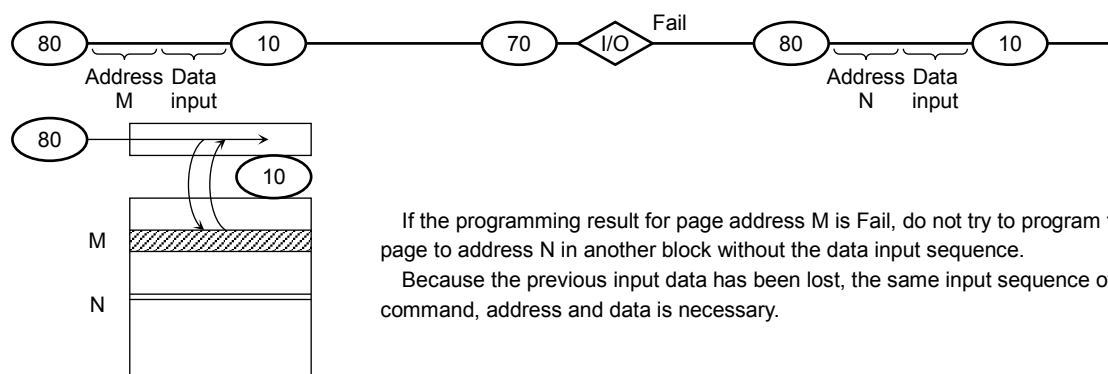 80 10 70 I/O Fail 80 10
Address Data Address Data
M input N input
80
10
M
N
If the programming result for page address M is Fail, do not try to program
page to address N in another block without the data input sequence.
Because the previous input data has been lost, the same input sequence
command, address and data is necessary.